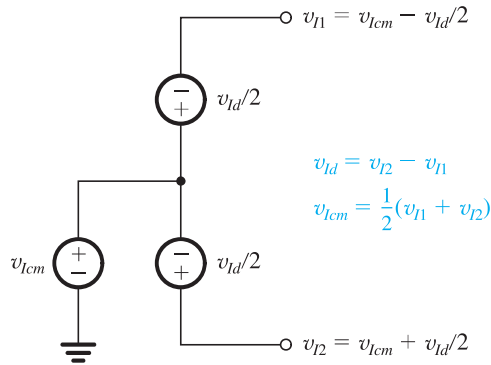 v_{I1} = v_{Icm} − v_{Id}/2
−
+
v_{Id}/2
v_{Id} = v_{I2} − v_{I1}
v_{Icm} = \frac{1}{2}(v_{I1} + v_{I2})
+
−
v_{Icm}
−
+
v_{Id}/2
v_{I2} = v_{Icm} + v_{Id}/2